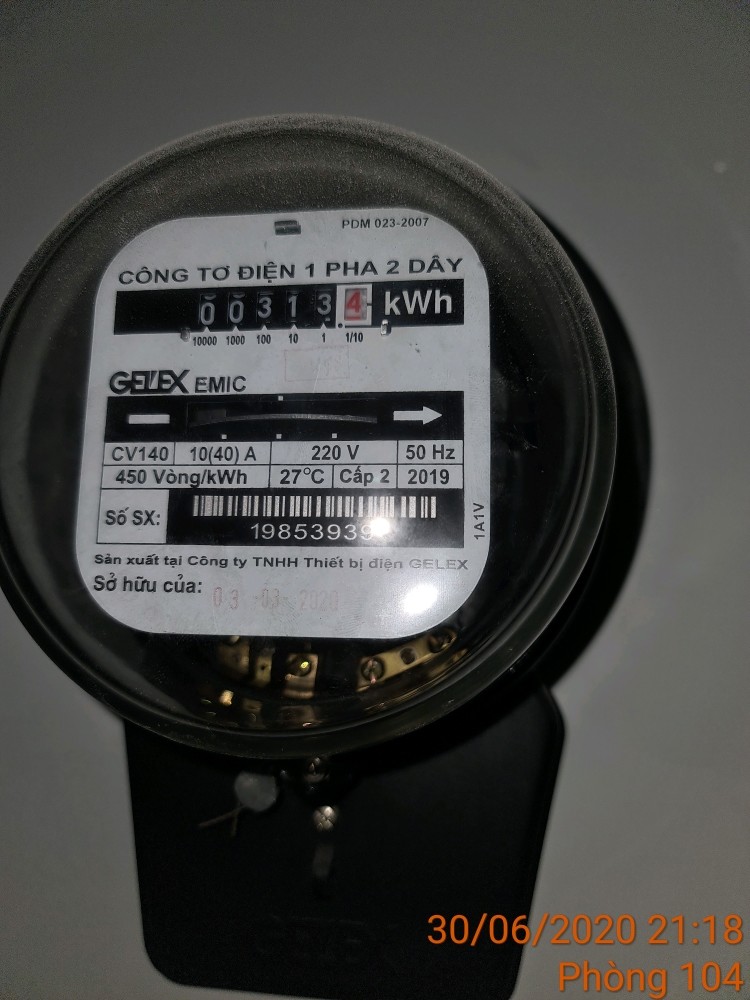 PDM 023-2007
CÔNG TƠ ĐIỆN 1 PHA 2 DÂY
0 0 3 1 3 4 kWh
10000 1000 100 10 1 1/10
GELEX EMIC
CV140 10(40) A 220 V 50 Hz
450 Vòng/kWh 27°C Cấp 2 2019
Số SX:
19853939
1A1V
Sản xuất tại Công ty TNHH Thiết bị điện GELEX
Sở hữu của: 03 -03- 2020
30/06/2020 21:18
Phòng 104